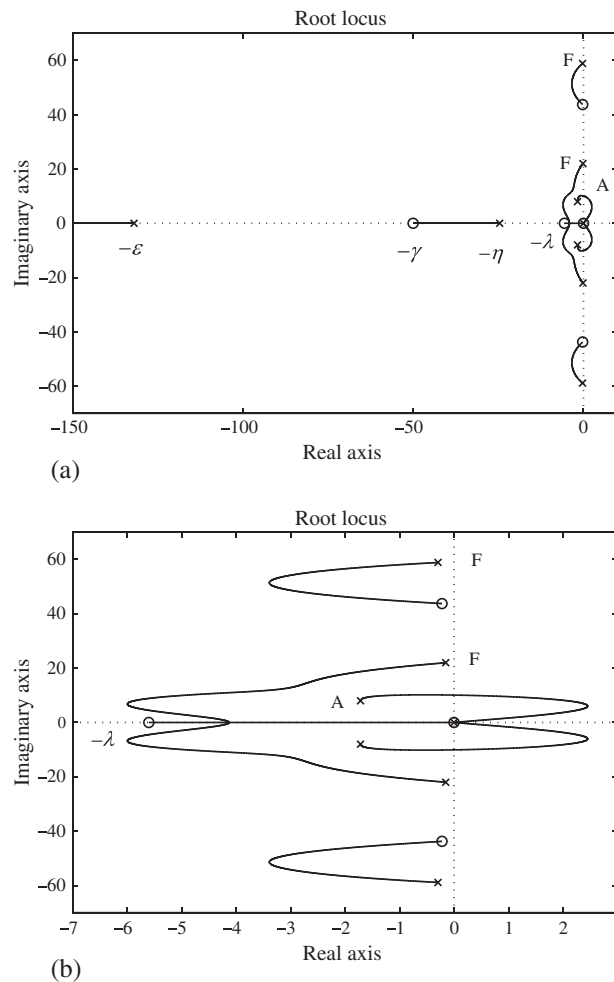 Root locus
60
40
20
0
−20
−40
−60
Imaginary axis
F
F
A
−ε
−γ
−η
−λ
−150
−100
−50
0
Real axis
(a)
Root locus
60
40
20
0
−20
−40
−60
Imaginary axis
F
F
A
−λ
−7
−6
−5
−4
−3
−2
−1
0
1
2
Real axis
(b)